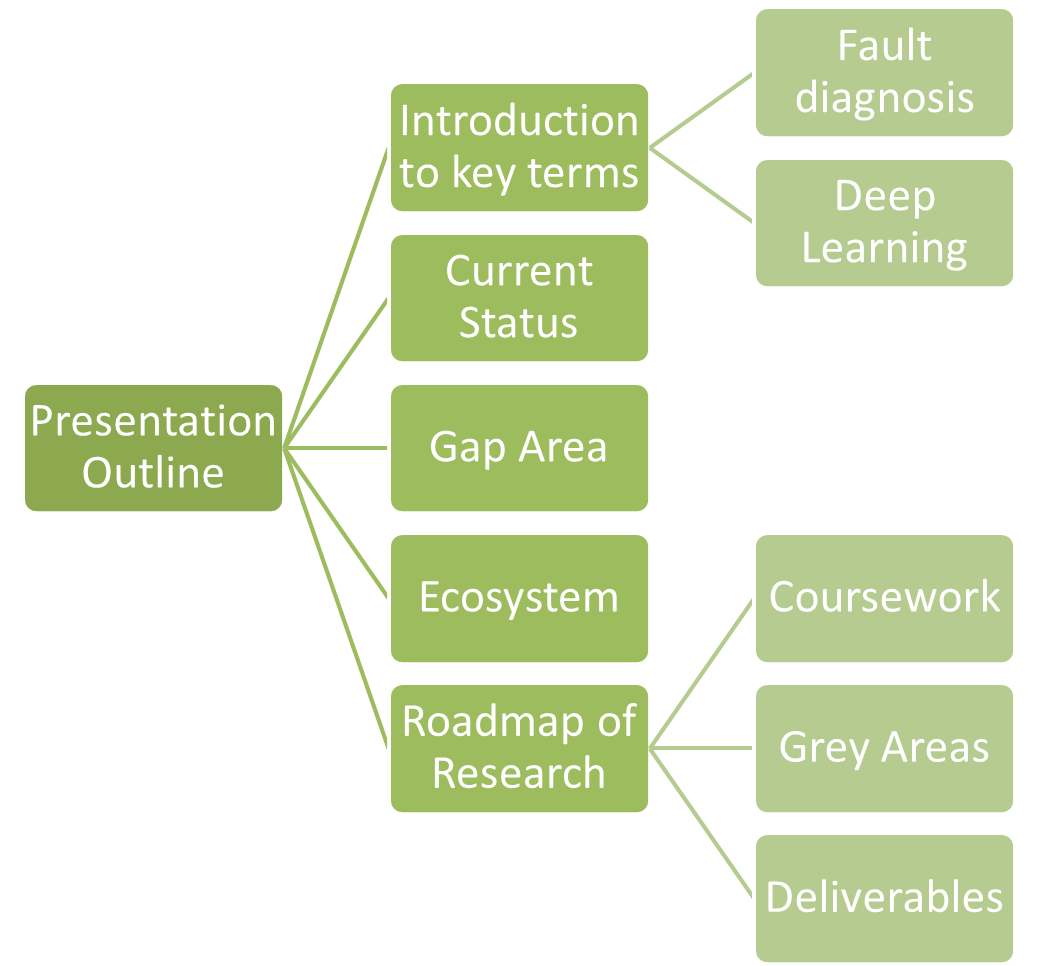 Presentation
Outline
Introduction
to key terms
Fault
diagnosis
Deep
Learning
Current
Status
Gap Area
Ecosystem
Roadmap of
Research
Coursework
Grey Areas
Deliverables